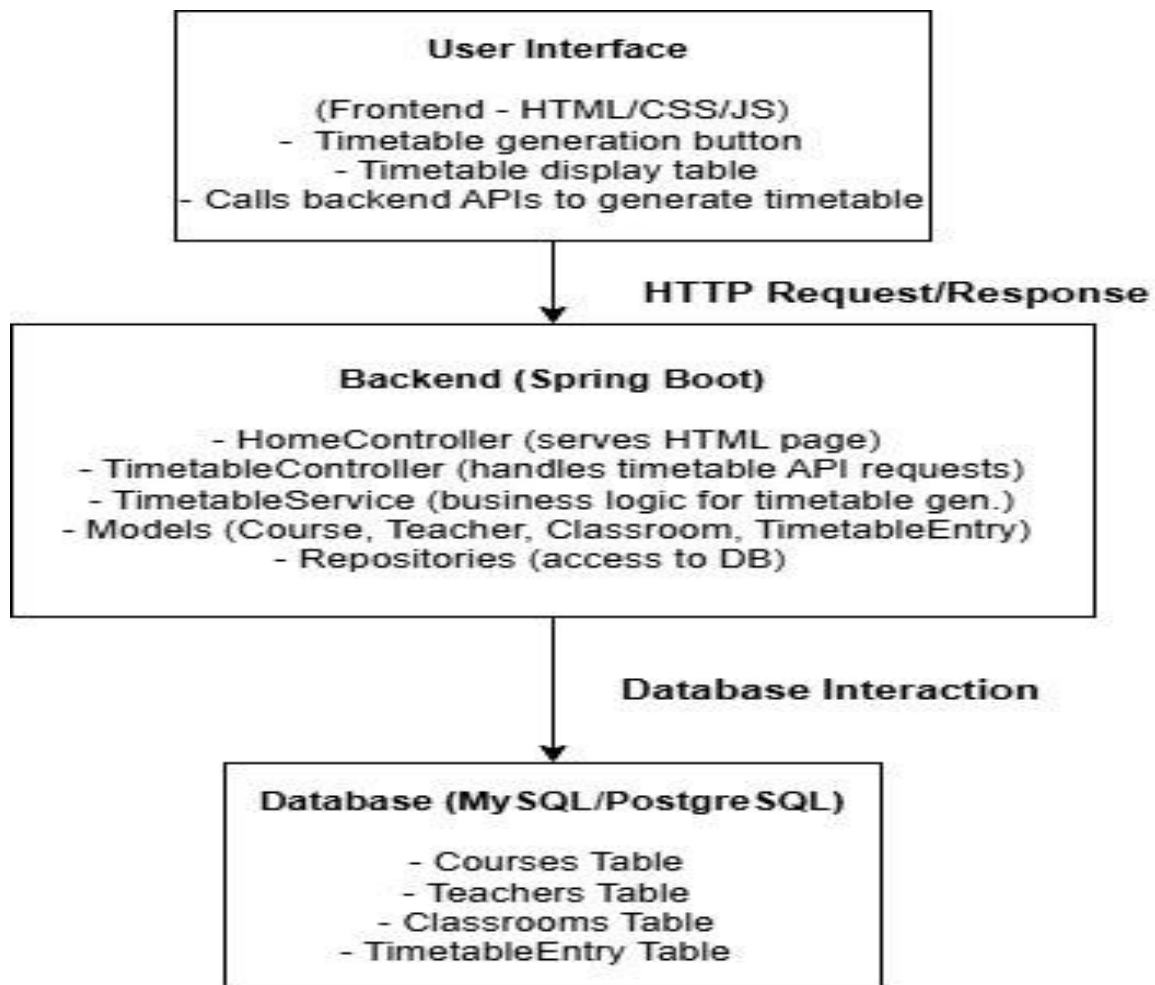 User Interface
(Frontend - HTML/CSS/JS)
- Timetable generation button
- Timetable display table
- Calls backend APIs to generate timetable
HTTP Request/Response
Backend (Spring Boot)
- HomeController (serves HTML page)
- TimetableController (handles timetable API requests)
- TimetableService (business logic for timetable gen.)
- Models (Course, Teacher, Classroom, TimetableEntry)
- Repositories (access to DB)
Database Interaction
Database (MySQL/PostgreSQL)
- Courses Table
- Teachers Table
- Classrooms Table
- TimetableEntry Table